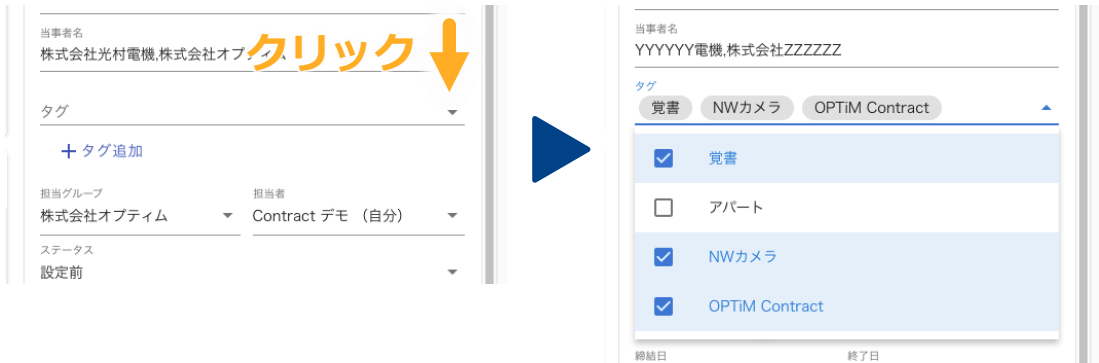 当事者名
株式会社光村電機,株式会社オプティム
クリック
タグ
タグ追加
担当グループ
担当者
株式会社オプティム
Contract デモ (自分)
ステータス
設定前
当事者名
YYYYYY電機,株式会社ZZZZZZ
タグ
覚書 NWカメラ OPTiM Contract
覚書
アパート
NWカメラ
OPTiM Contract
締結日
終了日